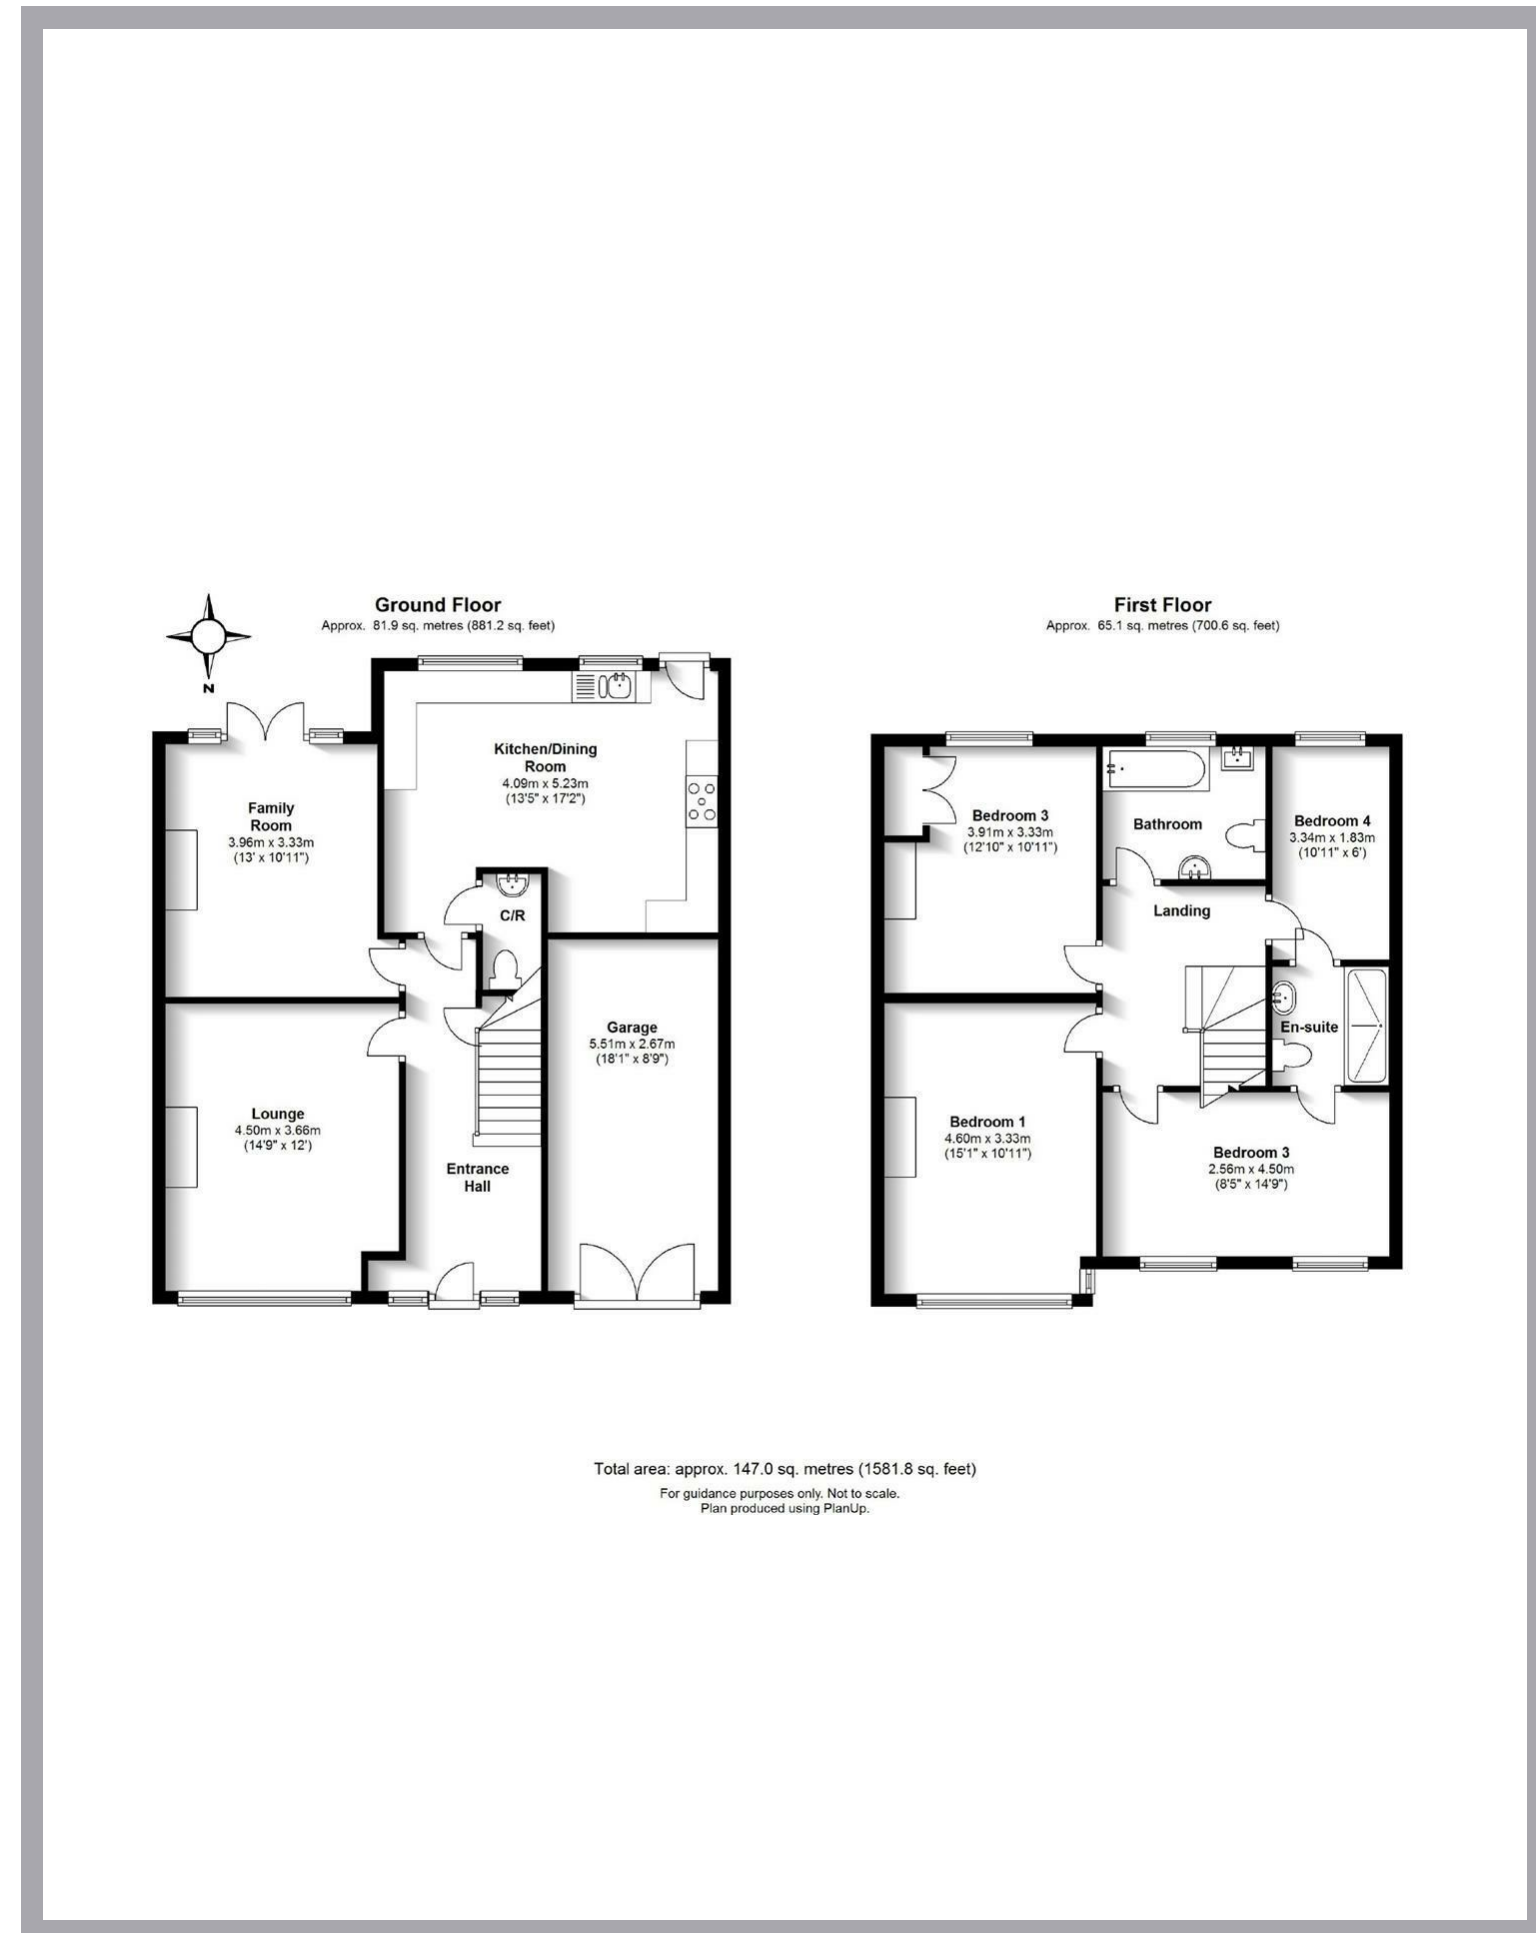 Ground Floor
Approx. 81.9 sq. metres (881.2 sq. feet)
N
Kitchen/Dining
Room
4.09m x 5.23m
(13'5" x 17'2")
Family
Room
3.96m x 3.33m
(13' x 10'11")
C/R
Garage
5.51m x 2.67m
(18'1" x 8'9")
Lounge
4.50m x 3.66m
(14'9" x 12')
Entrance
Hall
First Floor
Approx. 65.1 sq. metres (700.6 sq. feet)
Bedroom 3
3.91m x 3.33m
(12'10" x 10'11")
Bathroom
Bedroom 4
3.34m x 1.83m
(10'11" x 6')
Landing
En-suite
Bedroom 1
4.60m x 3.33m
(15'1" x 10'11")
Bedroom 3
2.56m x 4.50m
(8'5" x 14'9")
Total area: approx. 147.0 sq. metres (1581.8 sq. feet)
For guidance purposes only. Not to scale.
Plan produced using PlanUp.